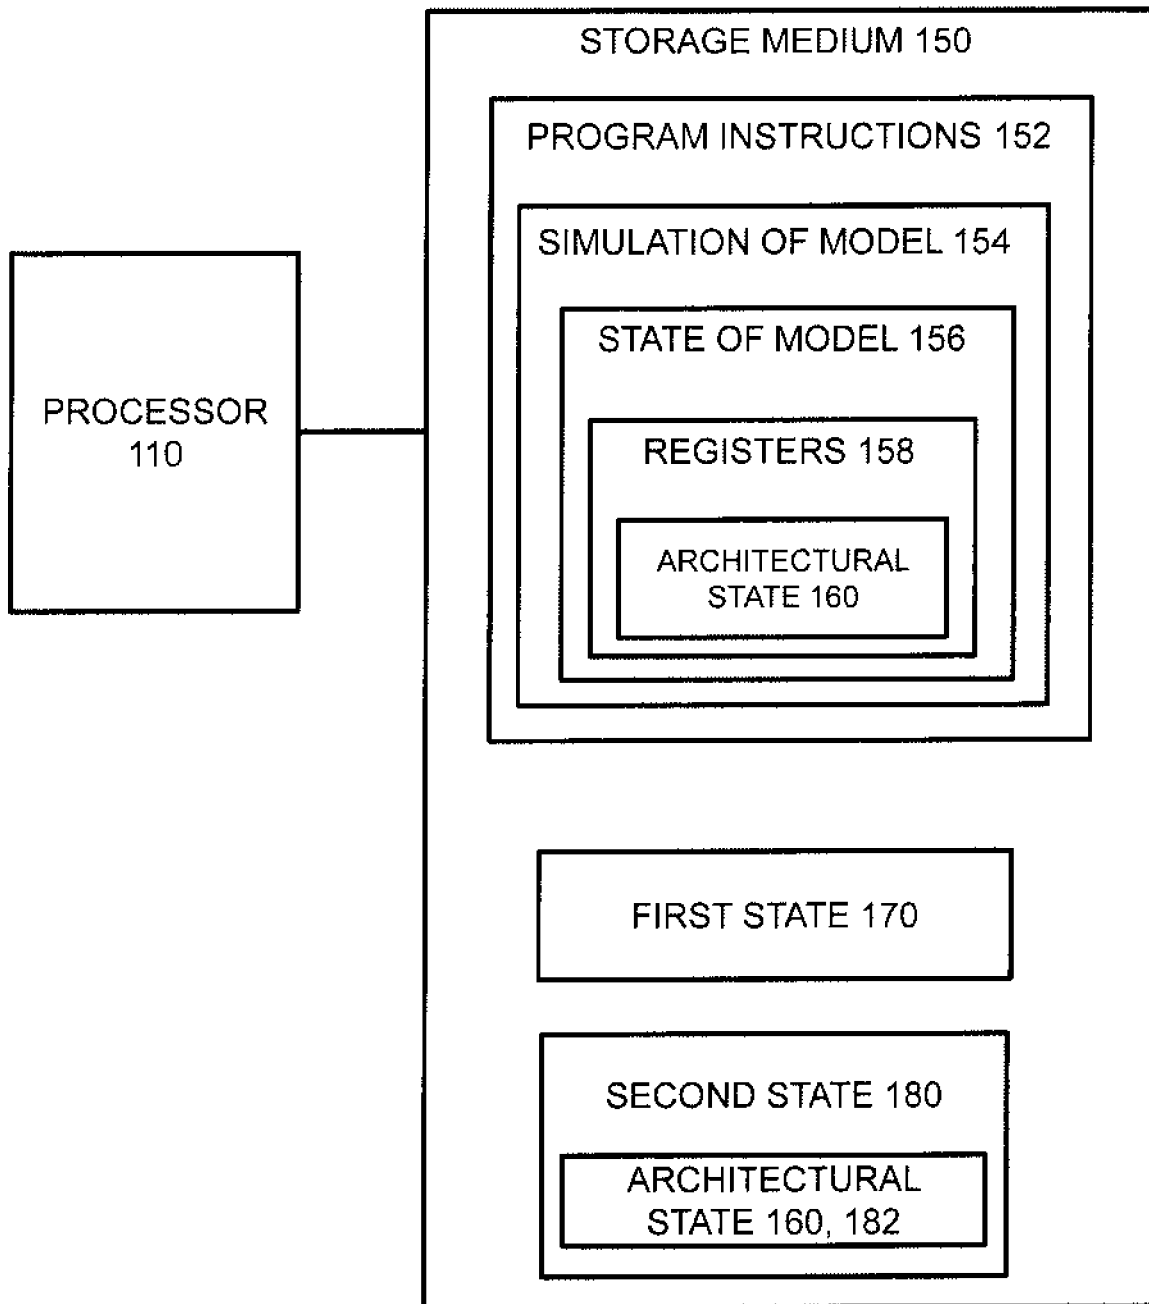 STORAGE MEDIUM 150
PROGRAM INSTRUCTIONS 152
SIMULATION OF MODEL 154
STATE OF MODEL 156
PROCESSOR
110
REGISTERS 158
ARCHITECTURAL
STATE 160
FIRST STATE 170
SECOND STATE 180
ARCHITECTURAL
STATE 160, 182